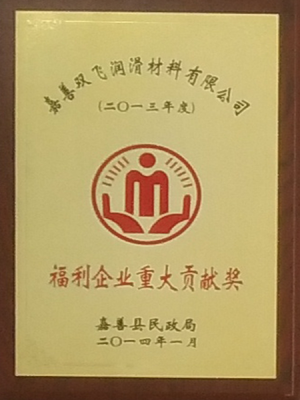 嘉善双飞润滑材料有限公司
(二〇一三年度)
福利企业重大贡献奖
嘉善县民政局
二〇一四年一月